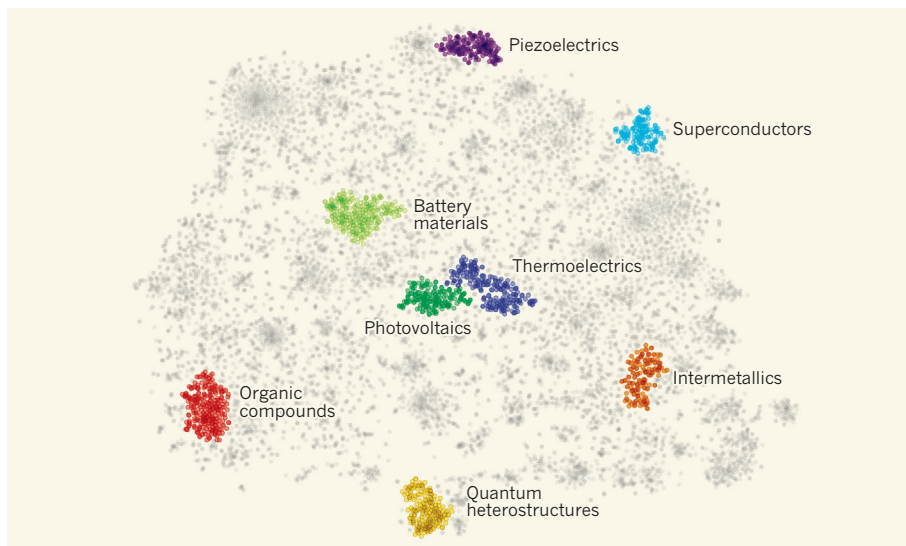 Piezoelectrics
Superconductors
Battery
materials
Thermoelectrics
Photovoltaics
Intermetallics
Organic
compounds
Quantum
heterostructures